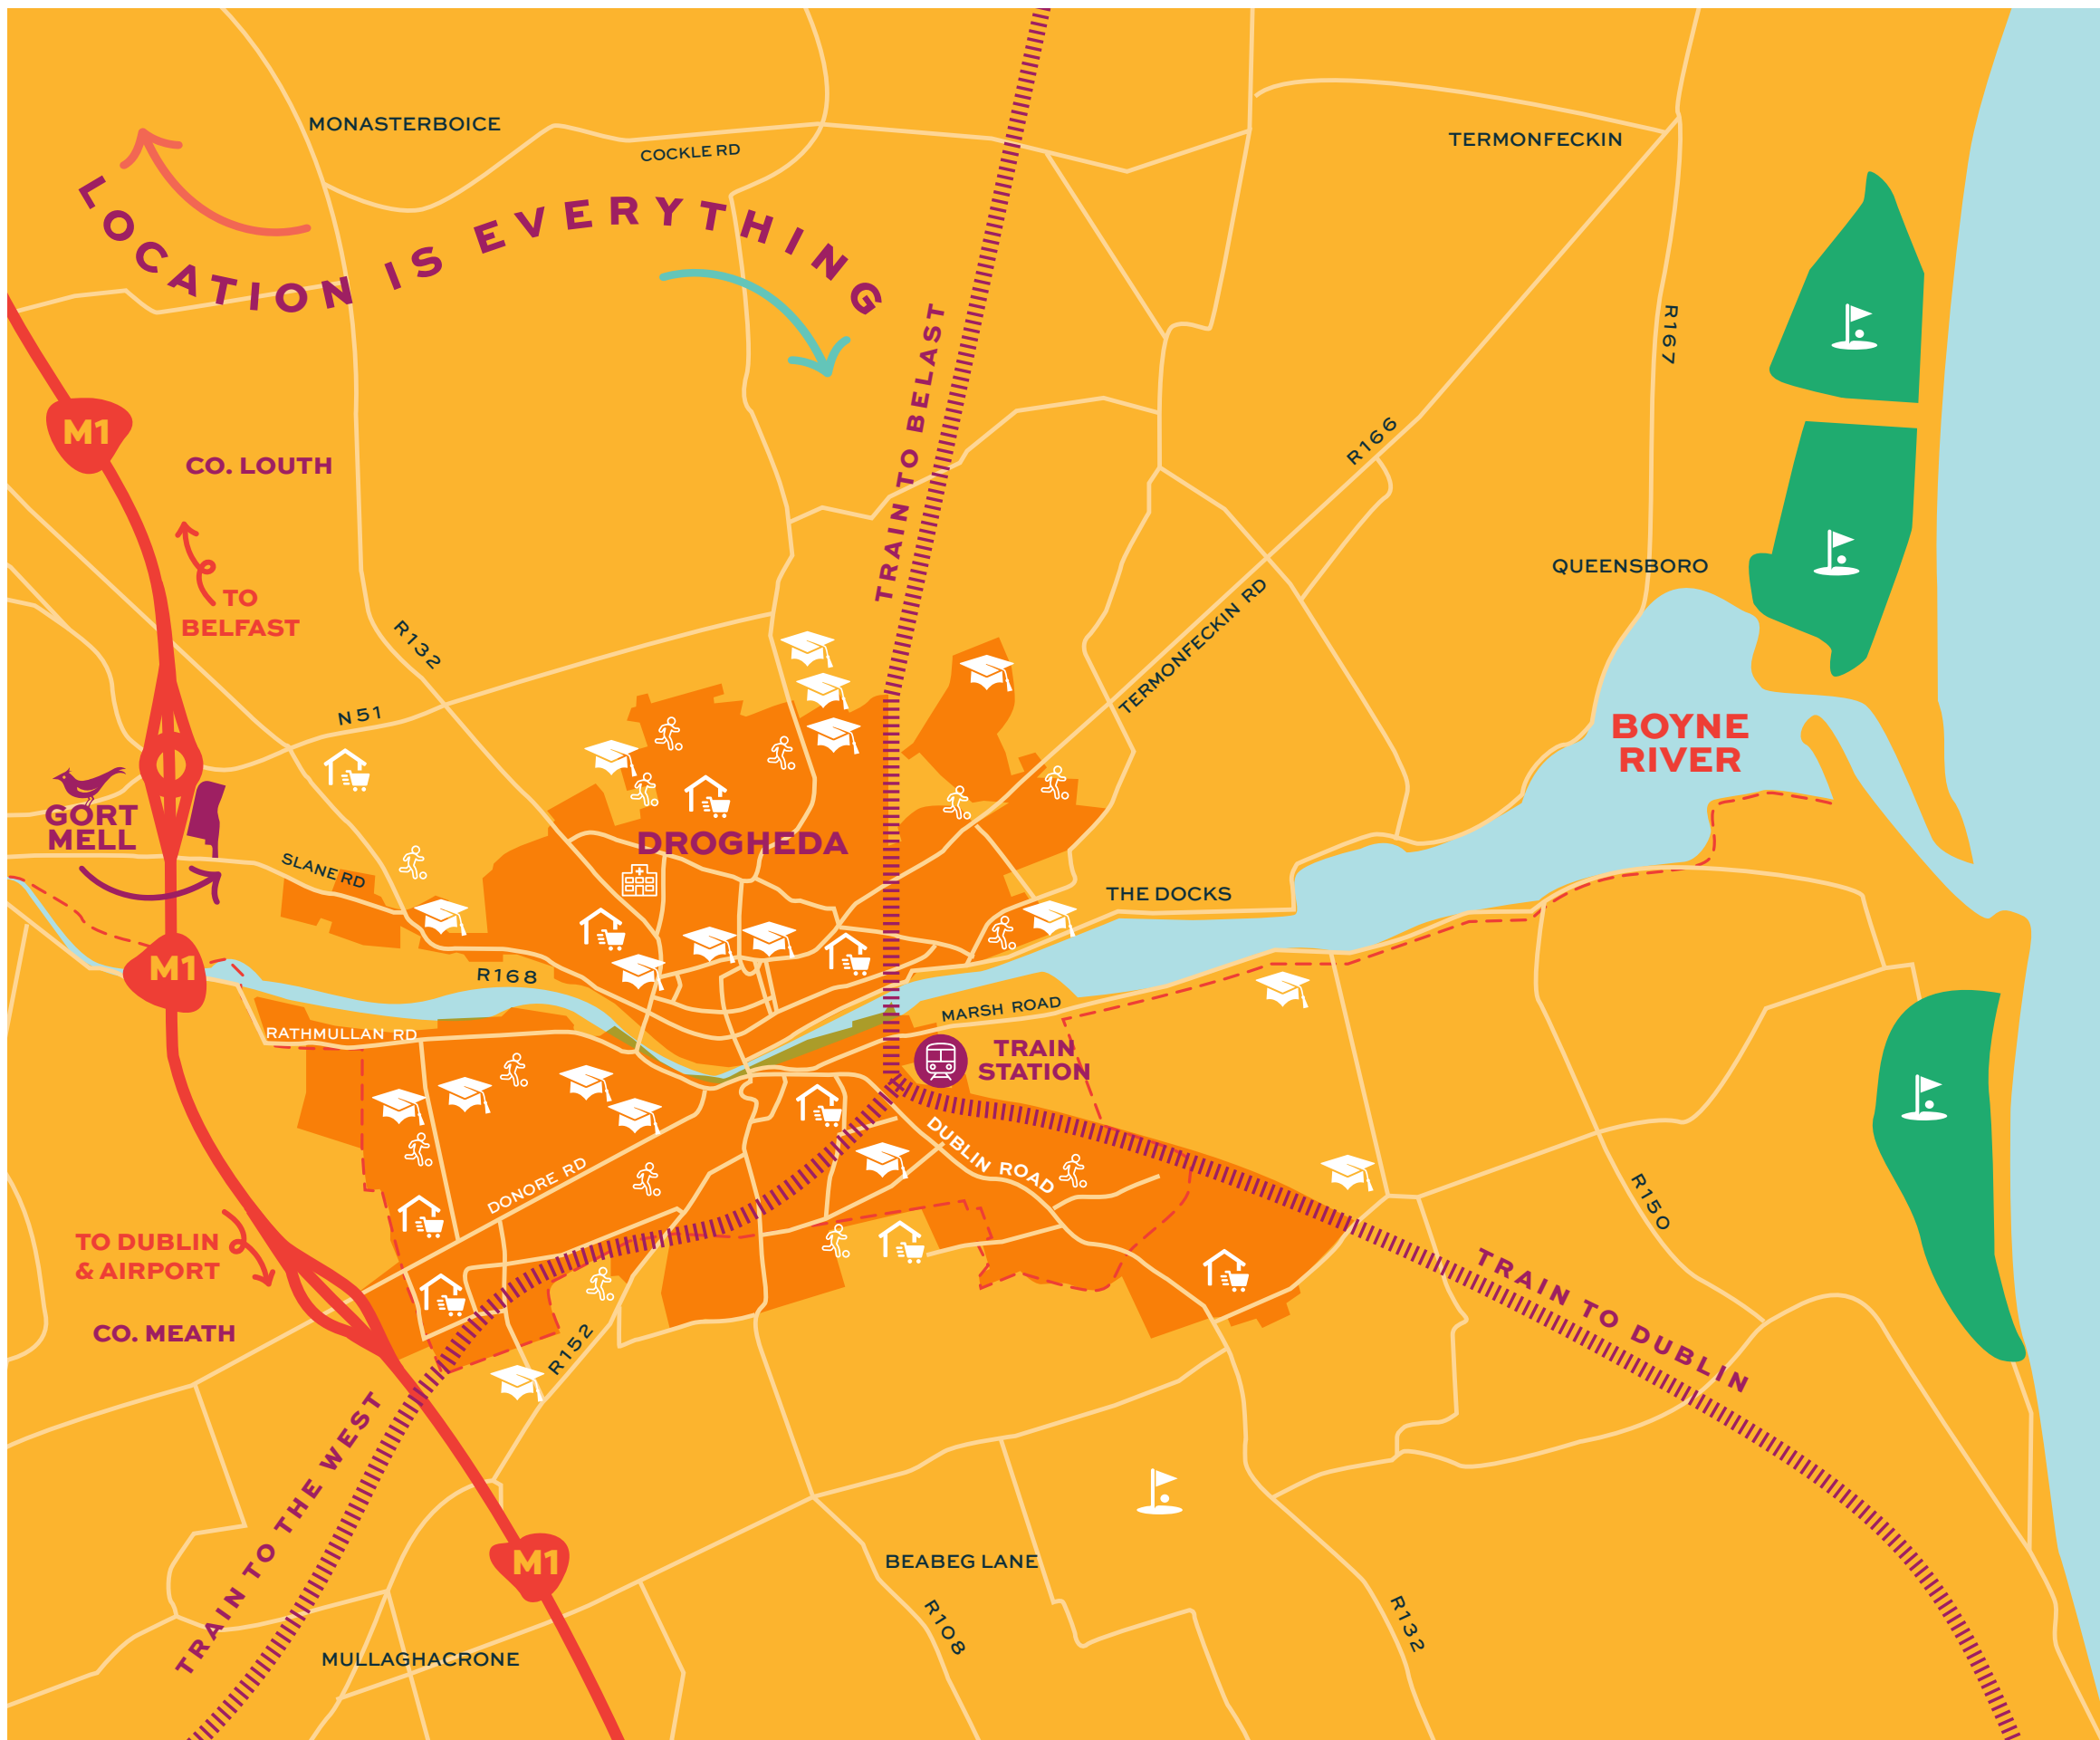 MONASTERBOICE
COCKLE RD
TERMONFECKIN
LOCATION IS EVERYTHING
R167
TRAIN TO BELAST
M1
R166
CO. LOUTH
QUEENSBORO
TO
BELFAST
R132
TERMONFECKIN RD
N51
BOYNE
RIVER
GORT
MELL
DROGHEDA
SLANE RD
THE DOCKS
M1
R168
MARSH ROAD
RATHMULLAN RD
TRAIN
STATION
DUBLIN ROAD
DONORE RD
R150
TO DUBLIN
& AIRPORT
TRAIN TO DUBLIN
CO. MEATH
R152
TRAIN TO THE WEST
M1
BEABEG LANE
R108
R132
MULLAGHACRONE